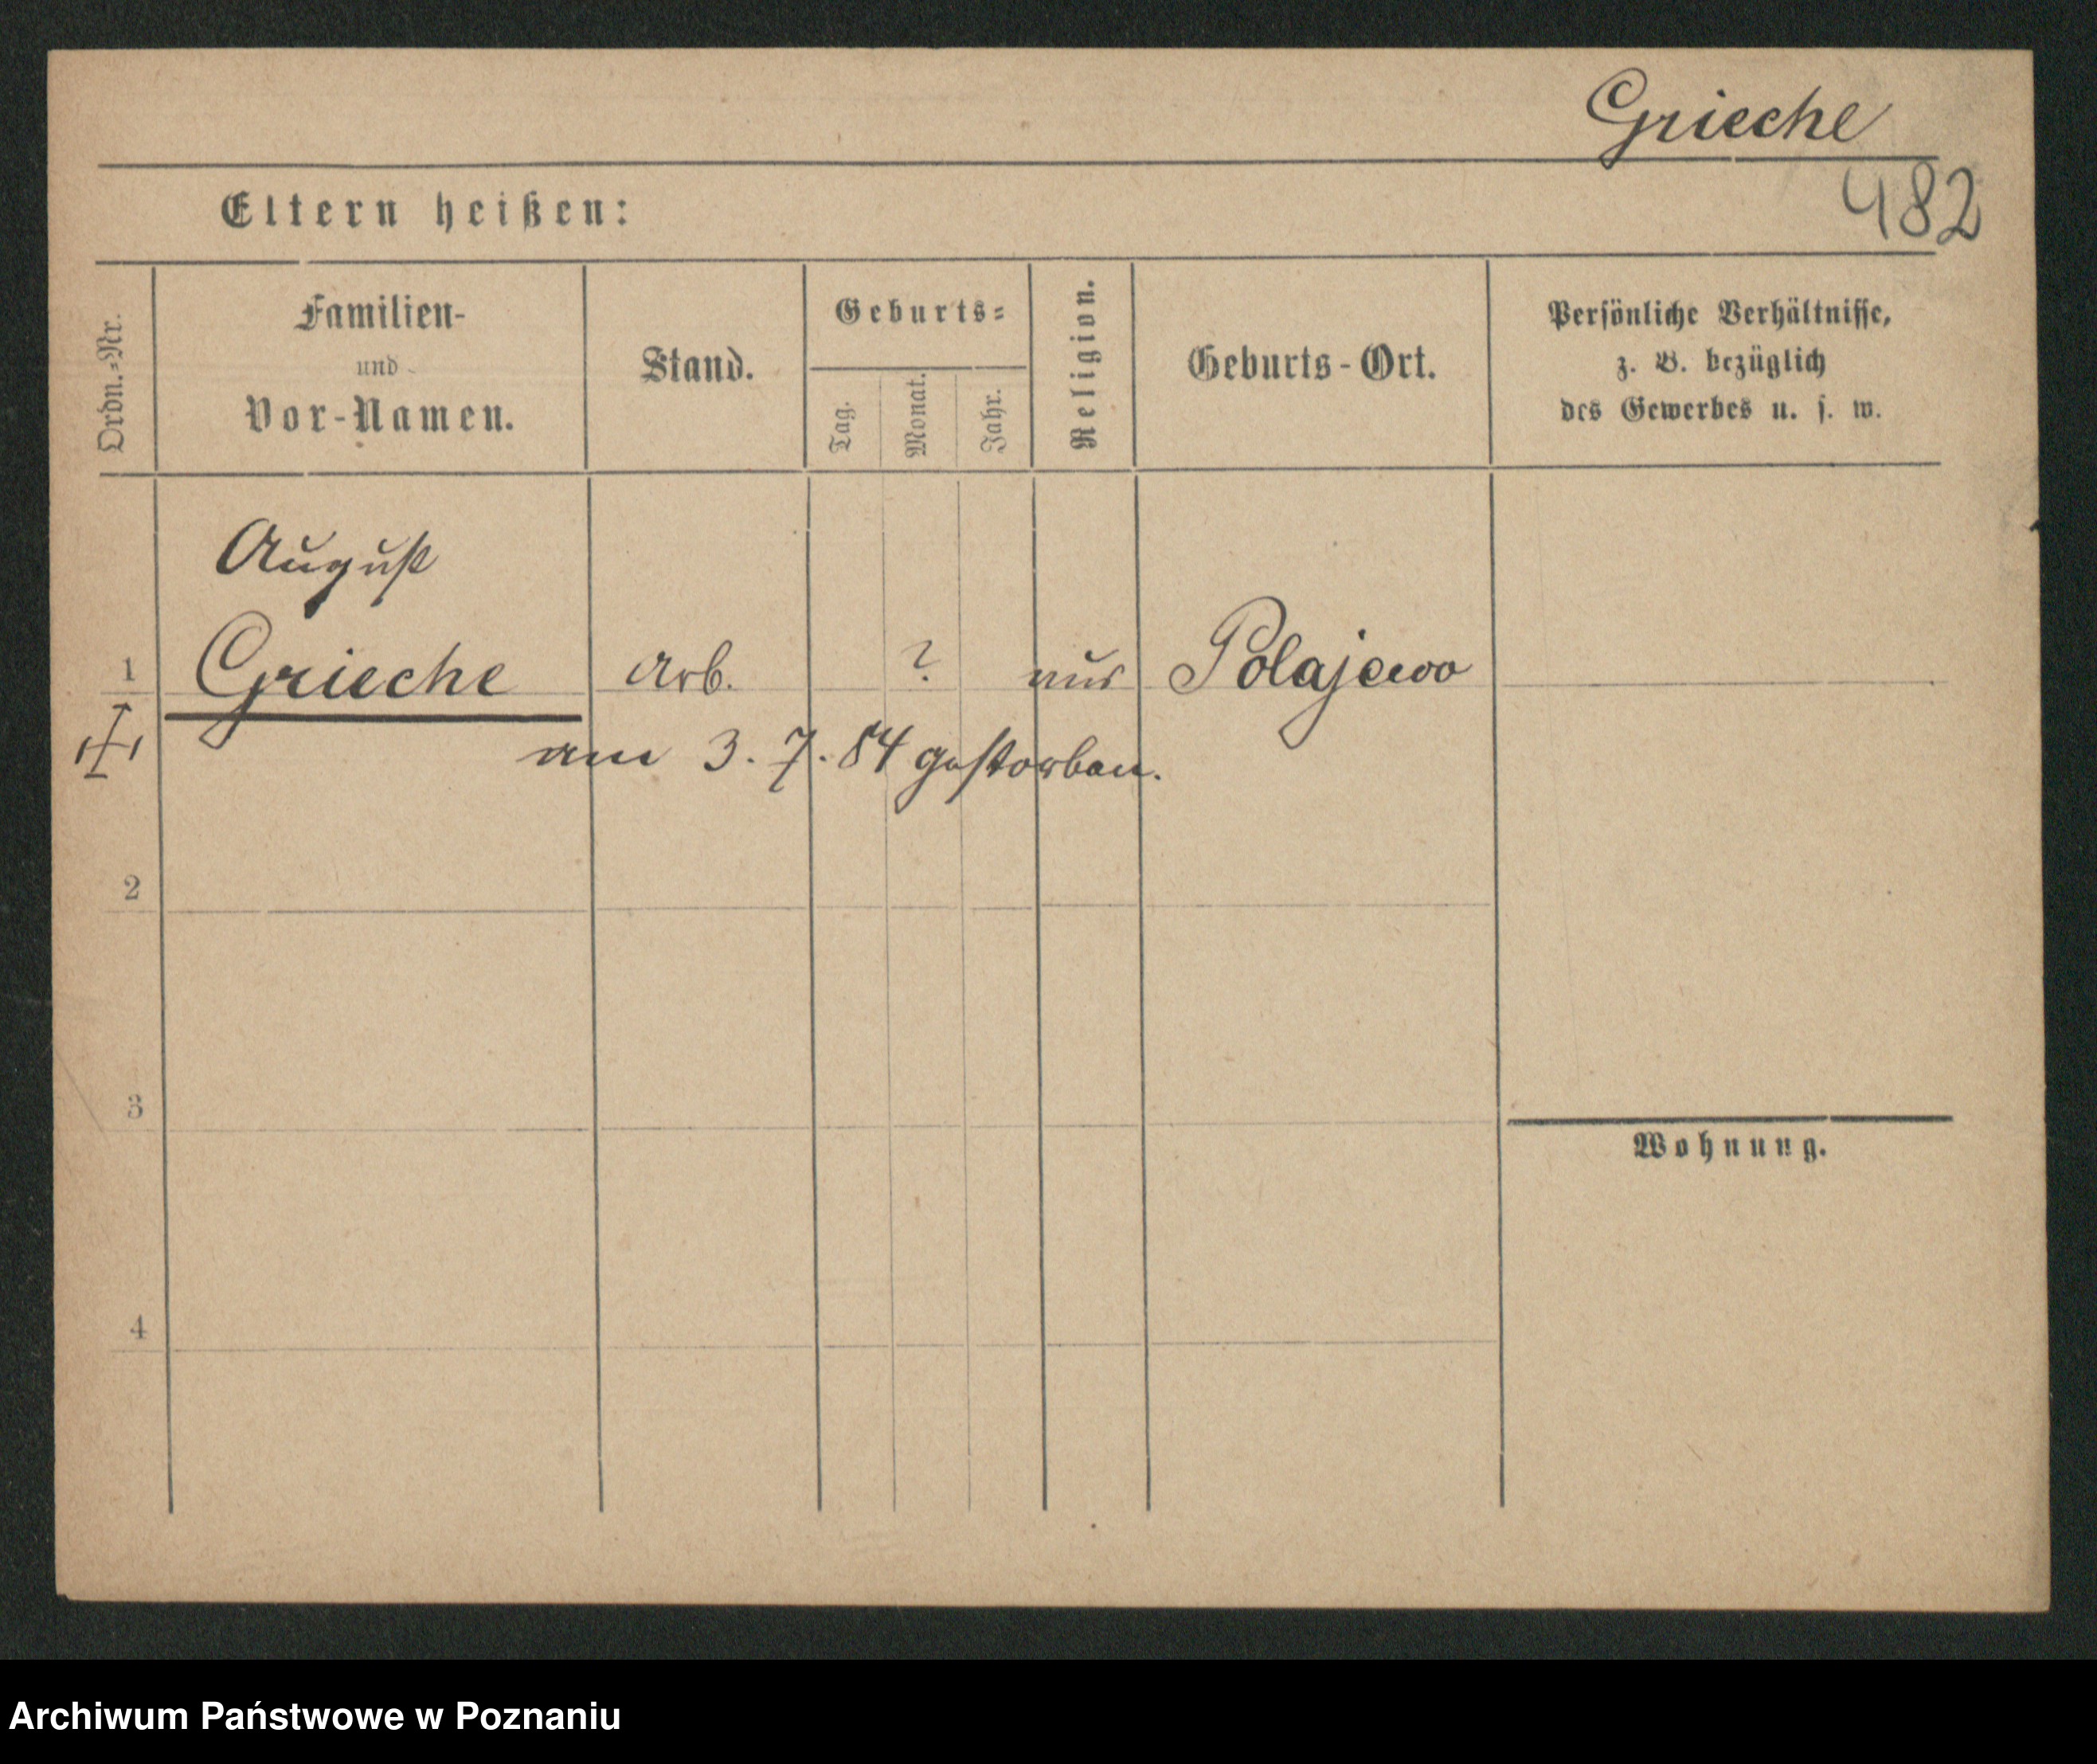 Grieche
482
Eltern heißen:
Ordn.-Nr.
Familien-
und
Vor-Namen.
Stand.
Geburts-
Tag.
Monat.
Jahr.
Religion.
Geburts-Ort.
Persönliche Verhältnisse,
z. B. bezüglich
des Gewerbes u. s. w.
August
1 Grieche Arb. ? aus Polajewo
am 3. 7. 84 gestorben.
2
3
Wohnung.
4
Archiwum Państwowe w Poznaniu